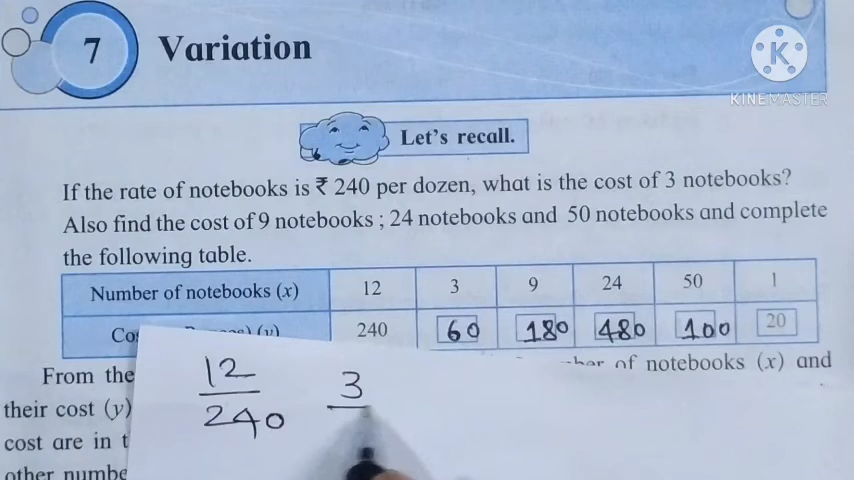 7 Variation
KINEMASTER
Let's recall.
If the rate of notebooks is ₹ 240 per dozen, what is the cost of 3 notebooks?
Also find the cost of 9 notebooks ; 24 notebooks and 50 notebooks and complete
the following table.
Number of notebooks (x) 12 3 9 24 50 1
(y) 240 60 180 480 100 20
From the of notebooks (x) and
their cost (y)
cost are in
other
12 3
240